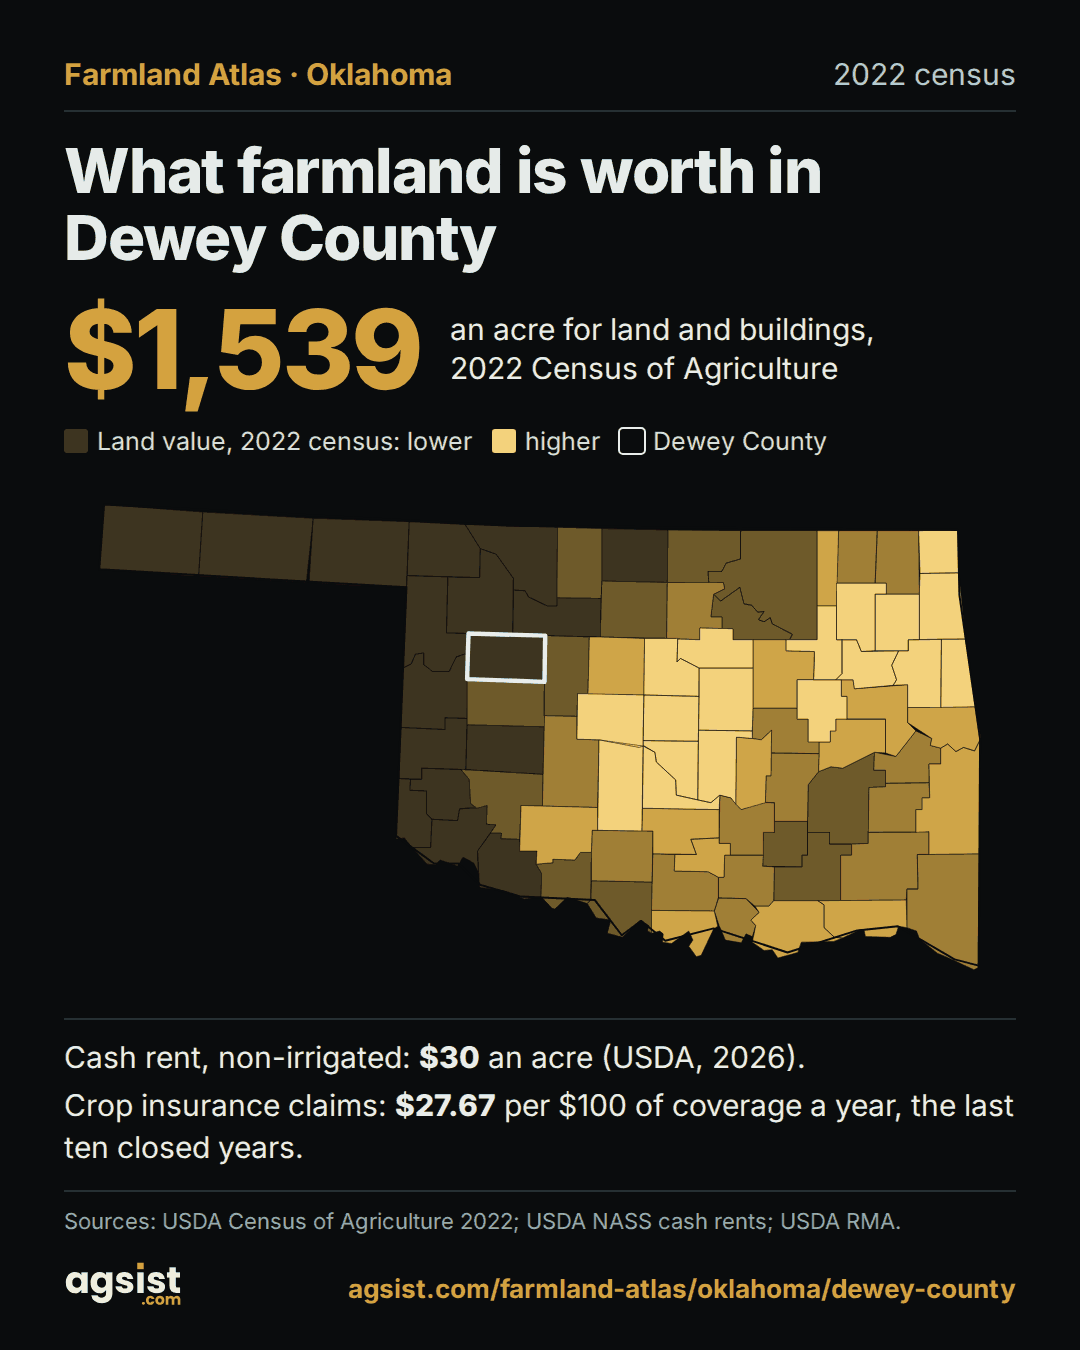 Farmland Atlas · Oklahoma
2022 census
What farmland is worth in
Dewey County
$1,539
an acre for land and buildings,
2022 Census of Agriculture
Land value, 2022 census: lower
higher
Dewey County
Cash rent, non-irrigated: $30 an acre (USDA, 2026).
Crop insurance claims: $27.67 per $100 of coverage a year, the last
ten closed years.
Sources: USDA Census of Agriculture 2022; USDA NASS cash rents; USDA RMA.
agsist
.com
agsist.com/farmland-atlas/oklahoma/dewey-county